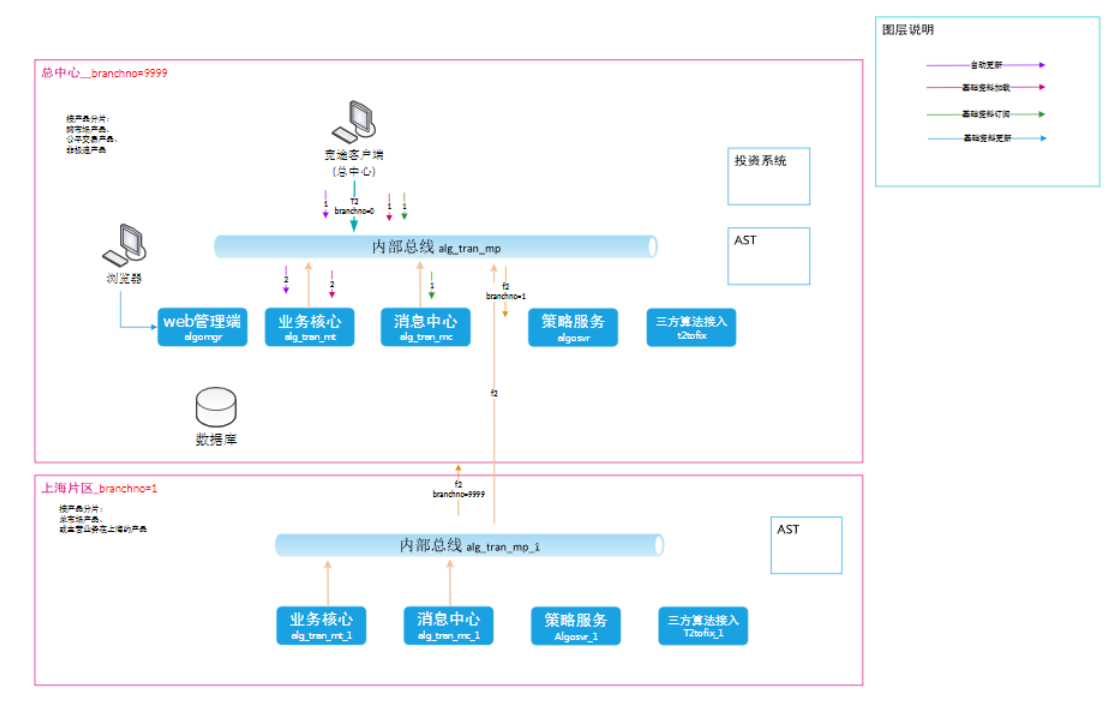 图层说明
自动更新
基础资料加载
基础资料订阅
基础资料更新
总中心__branchno=9999
按产品分片：
跨市场产品、
公平交易产品、
非极速产品
宽途客户端
(总中心)
投资系统
1
T2
branchno=0
1
1
AST
内部总线 alg_tran_mp
浏览器
2
2
1
f2
branchno=1
web管理端
algomgr
业务核心
alg_tran_mt
消息中心
alg_tran_mc
策略服务
algosvr
三方算法接入
t2tofix
f2
数据库
上海片区_branchno=1
f2
branchno=9999
按产品分片：
单市场产品、
或主营业务在上海的产品
AST
内部总线 alg_tran_mp_1
业务核心
alg_tran_mt_1
消息中心
alg_tran_mc_1
策略服务
Algosvr_1
三方算法接入
T2tofix_1